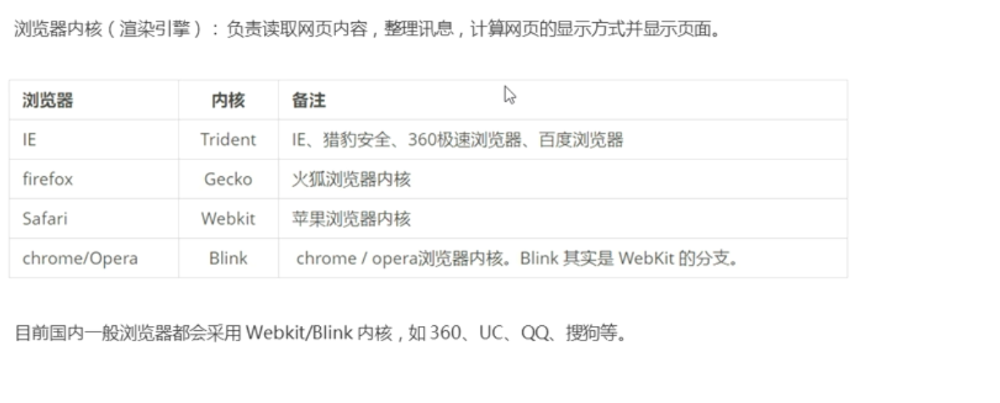 浏览器内核（渲染引擎）：负责读取网页内容，整理讯息，计算网页的显示方式并显示页面。
浏览器 内核 备注
IE Trident IE、猎豹安全、360极速浏览器、百度浏览器
firefox Gecko 火狐浏览器内核
Safari Webkit 苹果浏览器内核
chrome/Opera Blink chrome / opera浏览器内核。Blink 其实是 WebKit 的分支。
目前国内一般浏览器都会采用 Webkit/Blink 内核，如 360、UC、QQ、搜狗等。